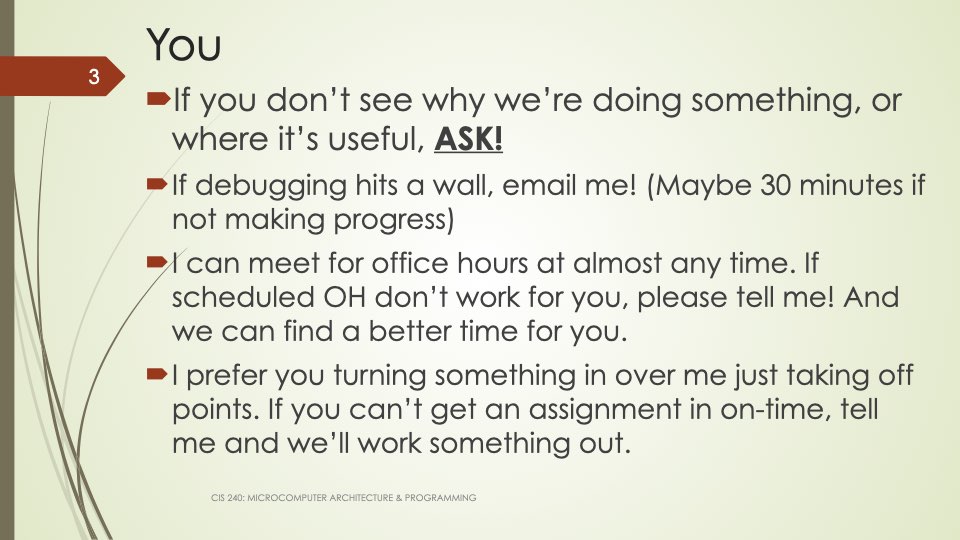 You
3
If you don’t see why we’re doing something, or
where it’s useful, ASK!
If debugging hits a wall, email me! (Maybe 30 minutes if
not making progress)
I can meet for office hours at almost any time. If
scheduled OH don’t work for you, please tell me! And
we can find a better time for you.
I prefer you turning something in over me just taking off
points. If you can’t get an assignment in on-time, tell
me and we’ll work something out.
CIS 240: MICROCOMPUTER ARCHITECTURE & PROGRAMMING